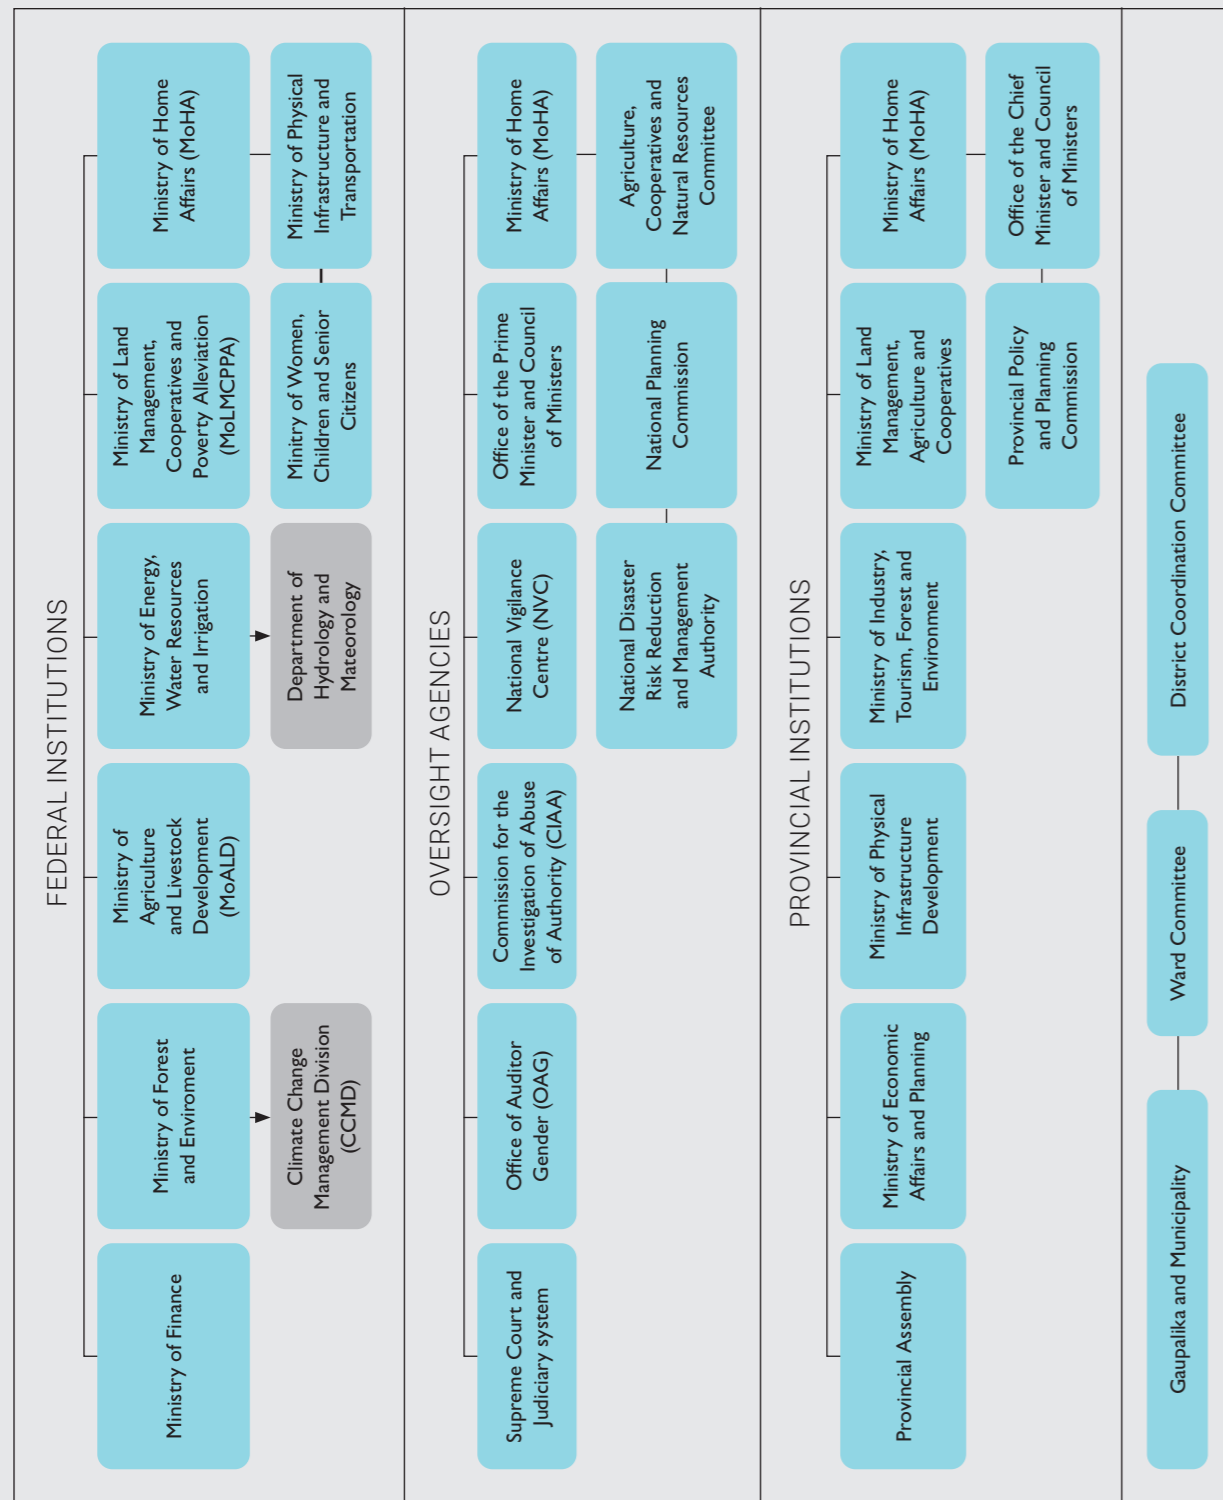 FEDERAL INSTITUTIONS
Ministry of Finance
Ministry of Forest
and Enviroment
Ministry of
Agriculture
and Livestock
Development
(MoALD)
Ministry of Energy,
Water Resources
and Irrigation
Ministry of Land
Management,
Cooperatives and
Poverty Alleviation
(MoLMCPPA)
Ministry of Home
Affairs (MoHA)
Climate Change
Management Division
(CCMD)
Department of
Hydrology and
Mateorology
Minitry of Women,
Children and Senior
Citizens
Ministry of Physical
Infrastructure and
Transportation
OVERSIGHT AGENCIES
Supreme Court and
Judiciary system
Office of Auditor
Gender (OAG)
Commission for the
Investigation of Abuse
of Authority (CIAA)
National Vigilance
Centre (NVC)
Office of the Prime
Minister and Council
of Ministers
Ministry of Home
Affairs (MoHA)
National Disaster
Risk Reduction
and Management
Authority
National Planning
Commission
Agriculture,
Cooperatives and
Natural Resources
Committee
PROVINCIAL INSTITUTIONS
Provincial Assembly
Ministry of Economic
Affairs and Planning
Ministry of Physical
Infrastructure
Development
Ministry of Industry,
Tourism, Forest and
Environment
Ministry of Land
Management,
Agriculture and
Cooperatives
Ministry of Home
Affairs (MoHA)
Provincial Policy
and Planning
Commission
Office of the Chief
Minister and Council
of Ministers
Gaupalika and Municipality
Ward Committee
District Coordination Committee